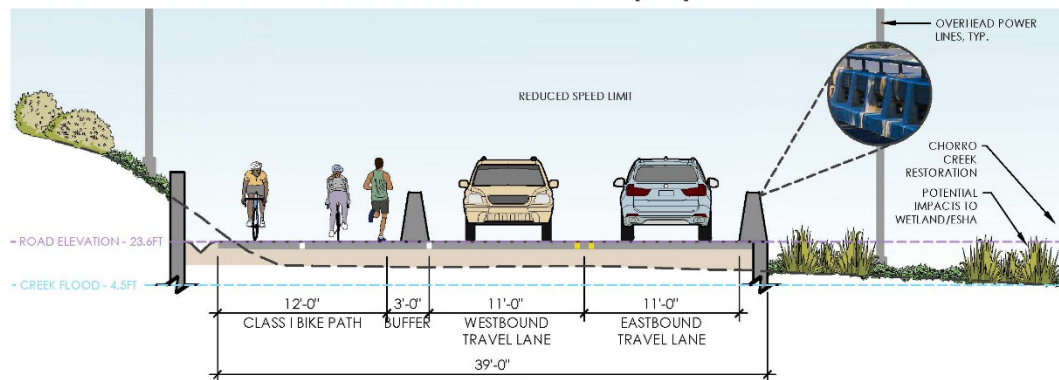 OVERHEAD POWER
LINES, TYP.
REDUCED SPEED LIMIT
CHORRO
CREEK
RESTORATION
POTENTIAL
IMPACTS TO
WETLAND/ESHA
ROAD ELEVATION - 23.6FT
CREEK FLOOD - 4.5FT
12'-0"
3'-0"
11'-0"
11'-0"
CLASS I BIKE PATH
BUFFER
WESTBOUND
TRAVEL LANE
EASTBOUND
TRAVEL LANE
39'-0"